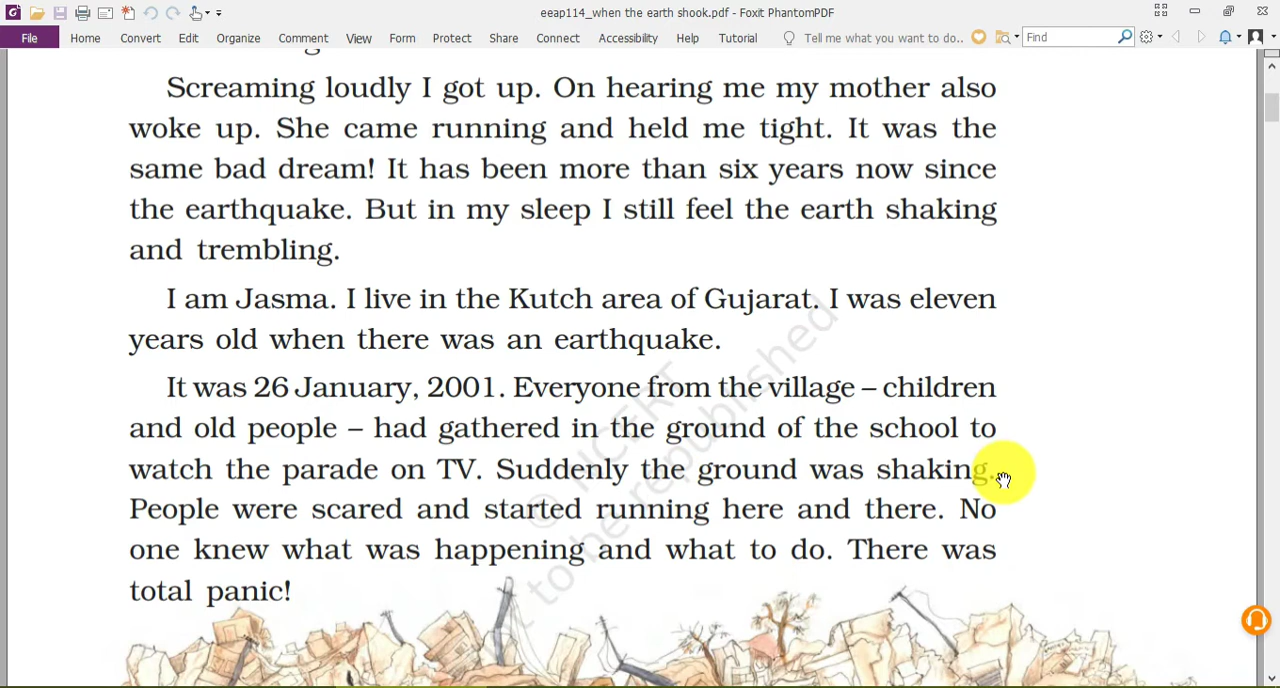 eeap114_when the earth shook.pdf - Foxit PhantomPDF
File Home Convert Edit Organize Comment View Form Protect Share Connect Accessibility Help Tutorial Tell me what you want to do.. Find
Screaming loudly I got up. On hearing me my mother also
woke up. She came running and held me tight. It was the
same bad dream! It has been more than six years now since
the earthquake. But in my sleep I still feel the earth shaking
and trembling.
I am Jasma. I live in the Kutch area of Gujarat. I was eleven
years old when there was an earthquake.
It was 26 January, 2001. Everyone from the village – children
and old people – had gathered in the ground of the school to
watch the parade on TV. Suddenly the ground was shaking.
People were scared and started running here and there. No
one knew what was happening and what to do. There was
total panic!
© NCERT
to be republished